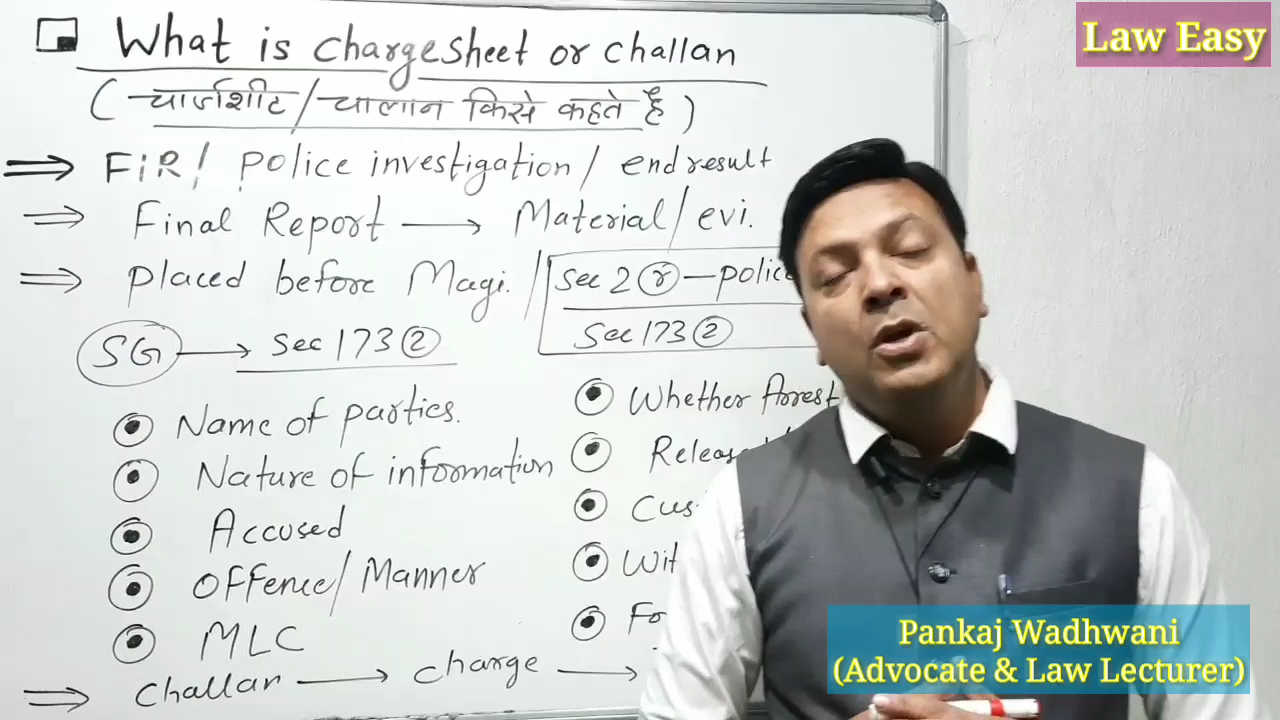 What is chargesheet or challan
(चार्जशीट/चालान किसे कहते हैं)
⇒ FiR/ Police investigation/ end result
⇒ Final Report → Material/evi.
⇒ Placed before Magi. / Sec 2 (r) – police
Sec 173 (2)
SG → Sec 173 (2)
Name of parties.
Nature of information
Accused
Offence/ Manner
MLC
Whether Arrest
⇒ challan → charge →
Law Easy
Pankaj Wadhwani
(Advocate & Law Lecturer)